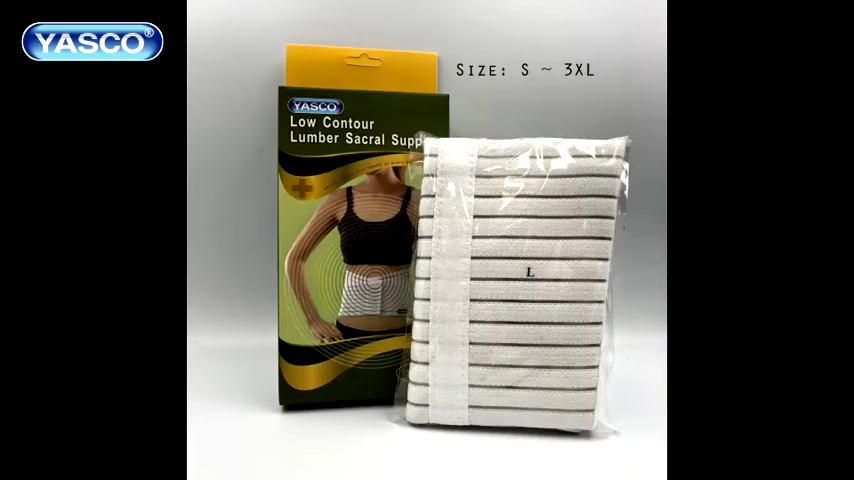 YASCO®
SIZE: S ~ 3XL
YASCO
Low Contour
Lumber Sacral Supp
L